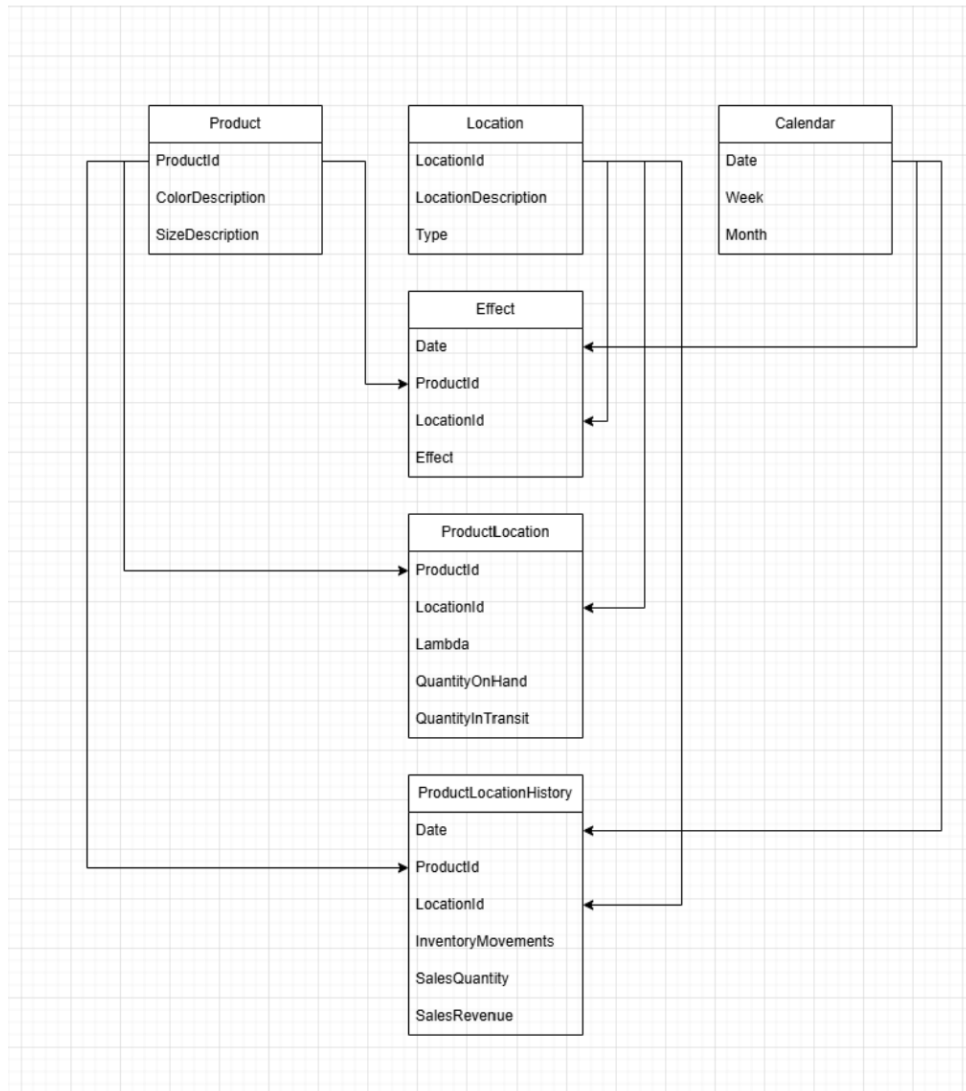 Product
ProductId
ColorDescription
SizeDescription
Location
LocationId
LocationDescription
Type
Calendar
Date
Week
Month
Effect
Date
ProductId
LocationId
Effect
ProductLocation
ProductId
LocationId
Lambda
QuantityOnHand
QuantityInTransit
ProductLocationHistory
Date
ProductId
LocationId
InventoryMovements
SalesQuantity
SalesRevenue